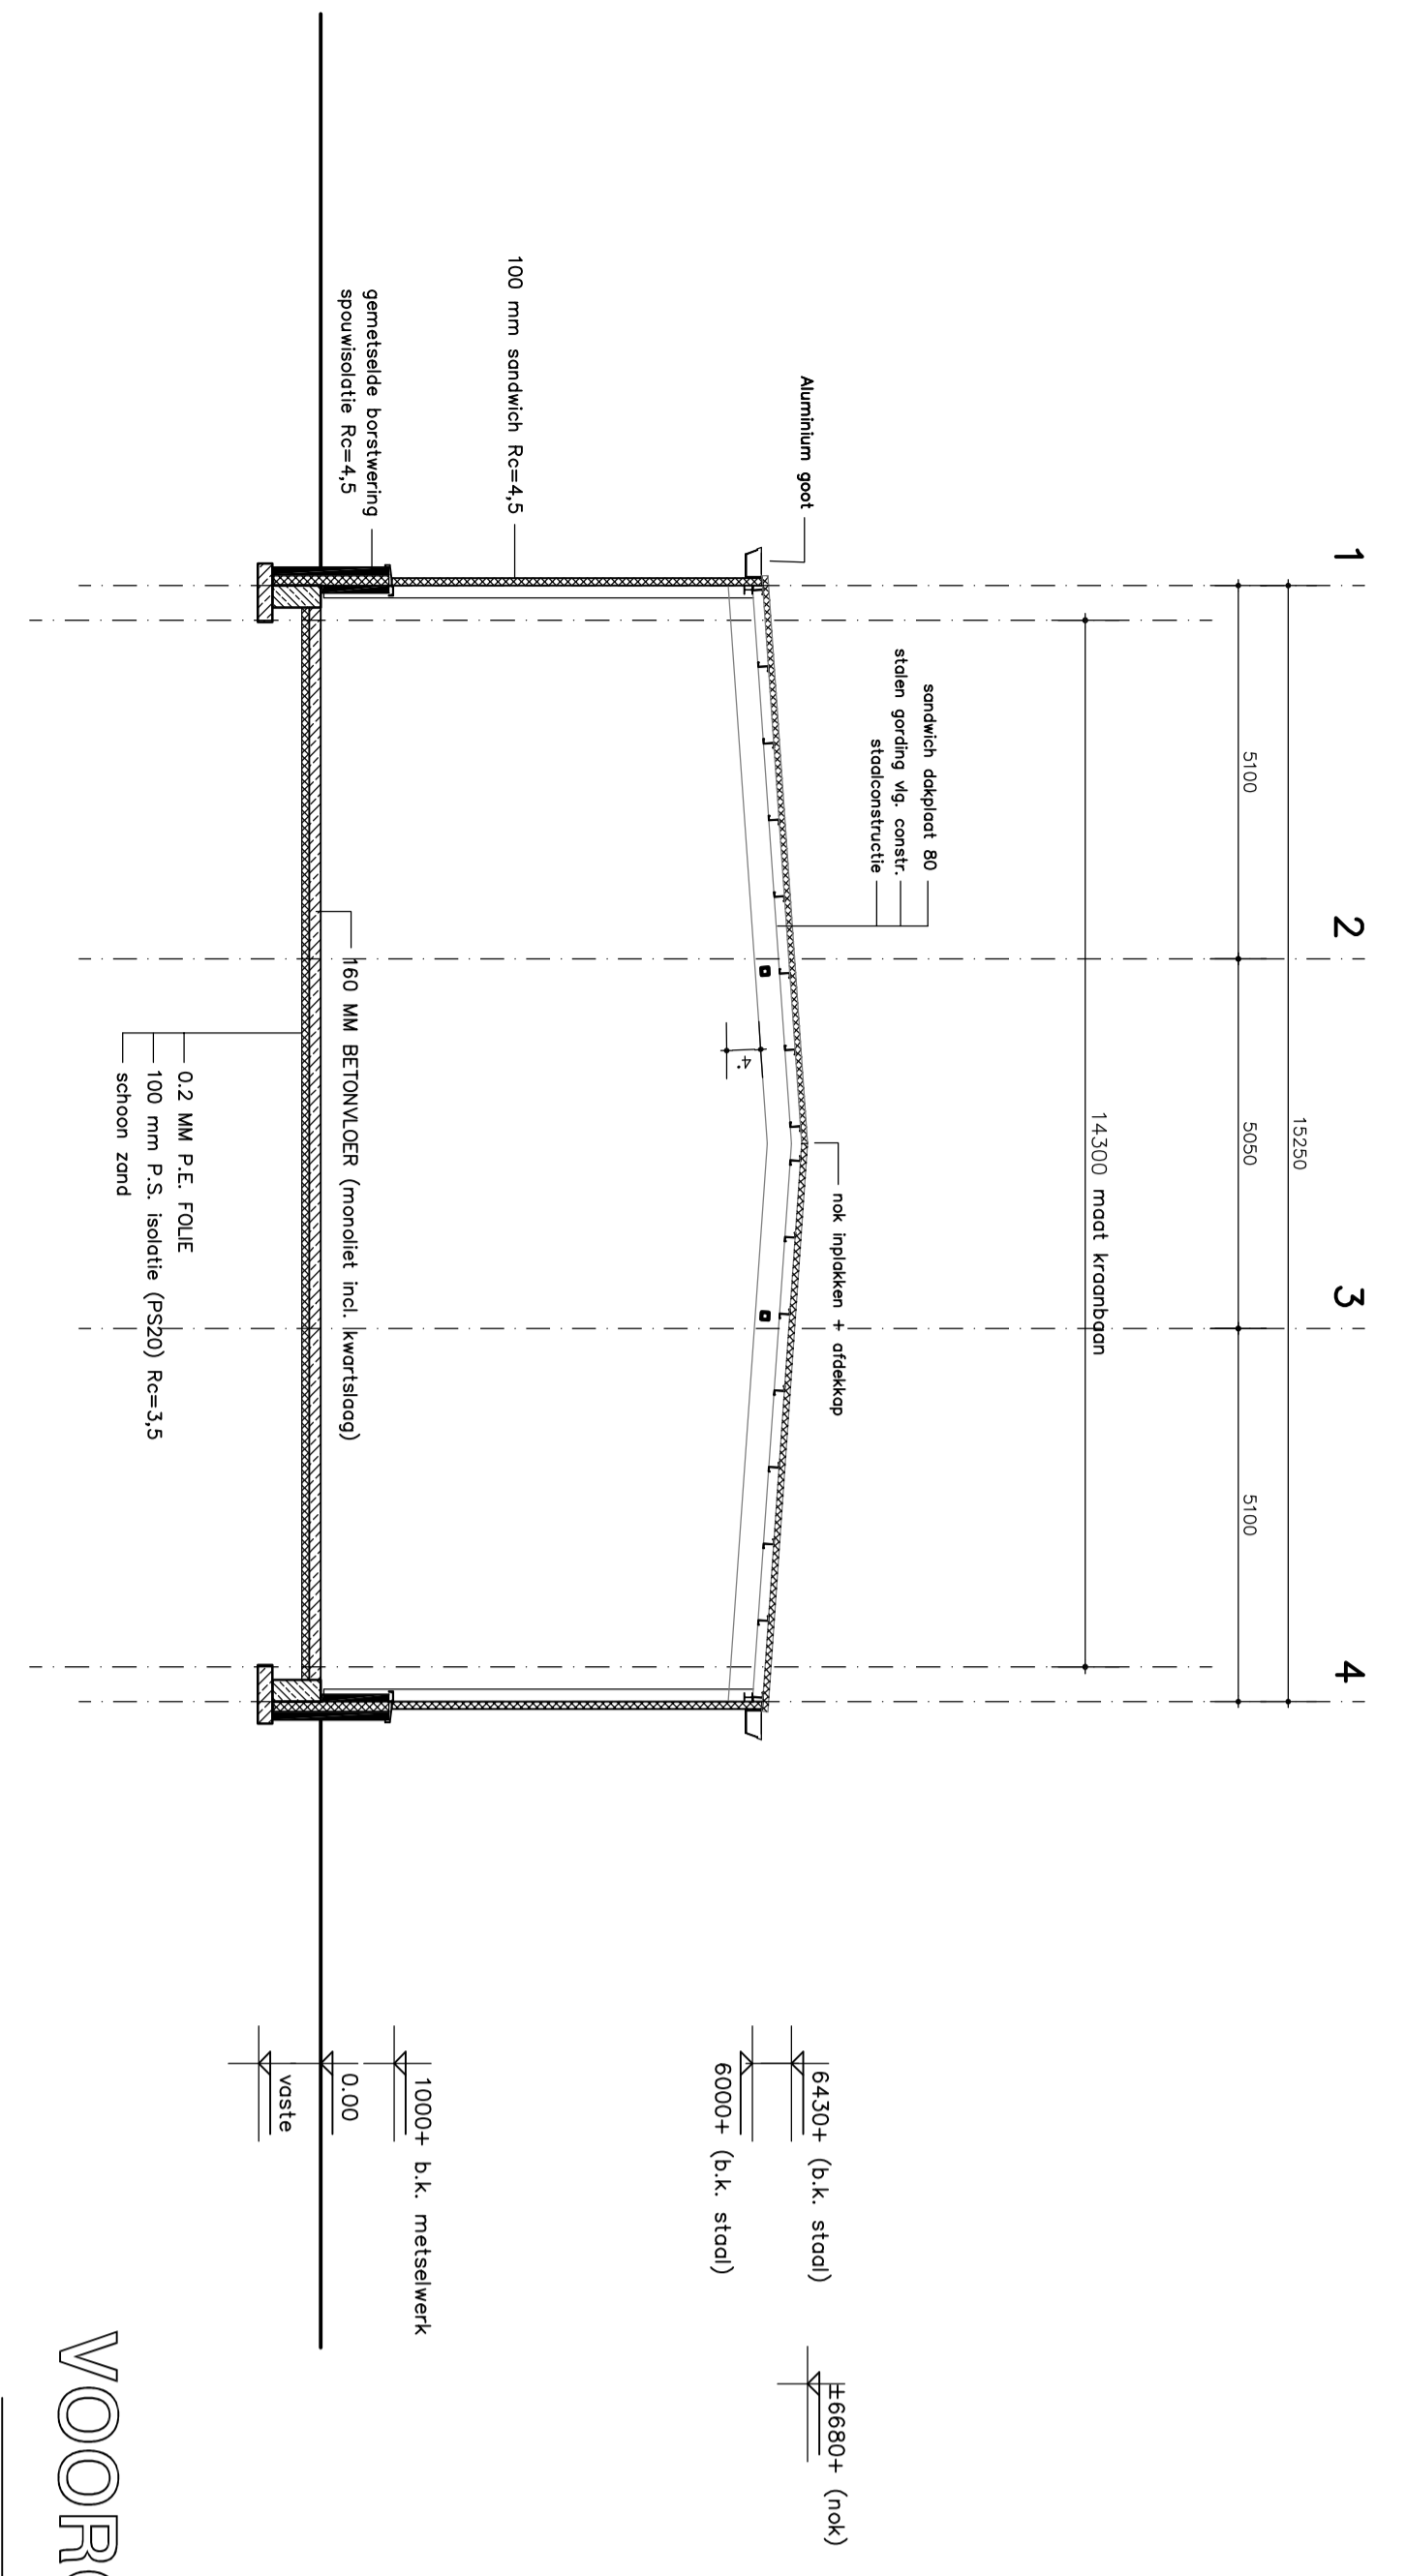 1
2
3
4
15250
5100
5050
5100
14300 maat kraanbaan
sandwich dakplaat 80
stalen gording vlg. constr.
staalconstructie
nok inplakken + afdekkap
Aluminium goot
4.
100 mm sandwich Rc=4,5
gemetselde borstwering
spouwisolatie Rc=4,5
160 MM BETONVLOER (monoliet incl. kwartslaag)
0.2 MM P.E. FOLIE
100 mm P.S. isolatie (PS20) Rc=3,5
schoon zand
±6680+ (nok)
6430+ (b.k. staal)
6000+ (b.k. staal)
1000+ b.k. metselwerk
0.00
vaste